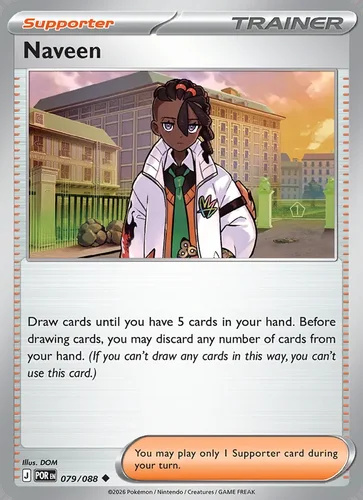 Supporter
TRAINER
Naveen
Draw cards until you have 5 cards in your hand. Before
drawing cards, you may discard any number of cards from
your hand. (If you can't draw any cards in this way, you can't
use this card.)
Illus. DOM
J POR EN 079/088 ◆
You may play only 1 Supporter card during
your turn.
©2026 Pokémon / Nintendo / Creatures / GAME FREAK